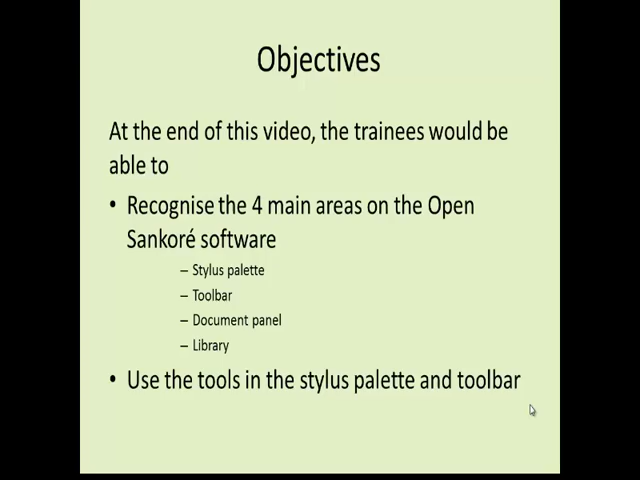 Objectives
At the end of this video, the trainees would be
able to
• Recognise the 4 main areas on the Open
Sankoré software
– Stylus palette
– Toolbar
– Document panel
– Library
• Use the tools in the stylus palette and toolbar